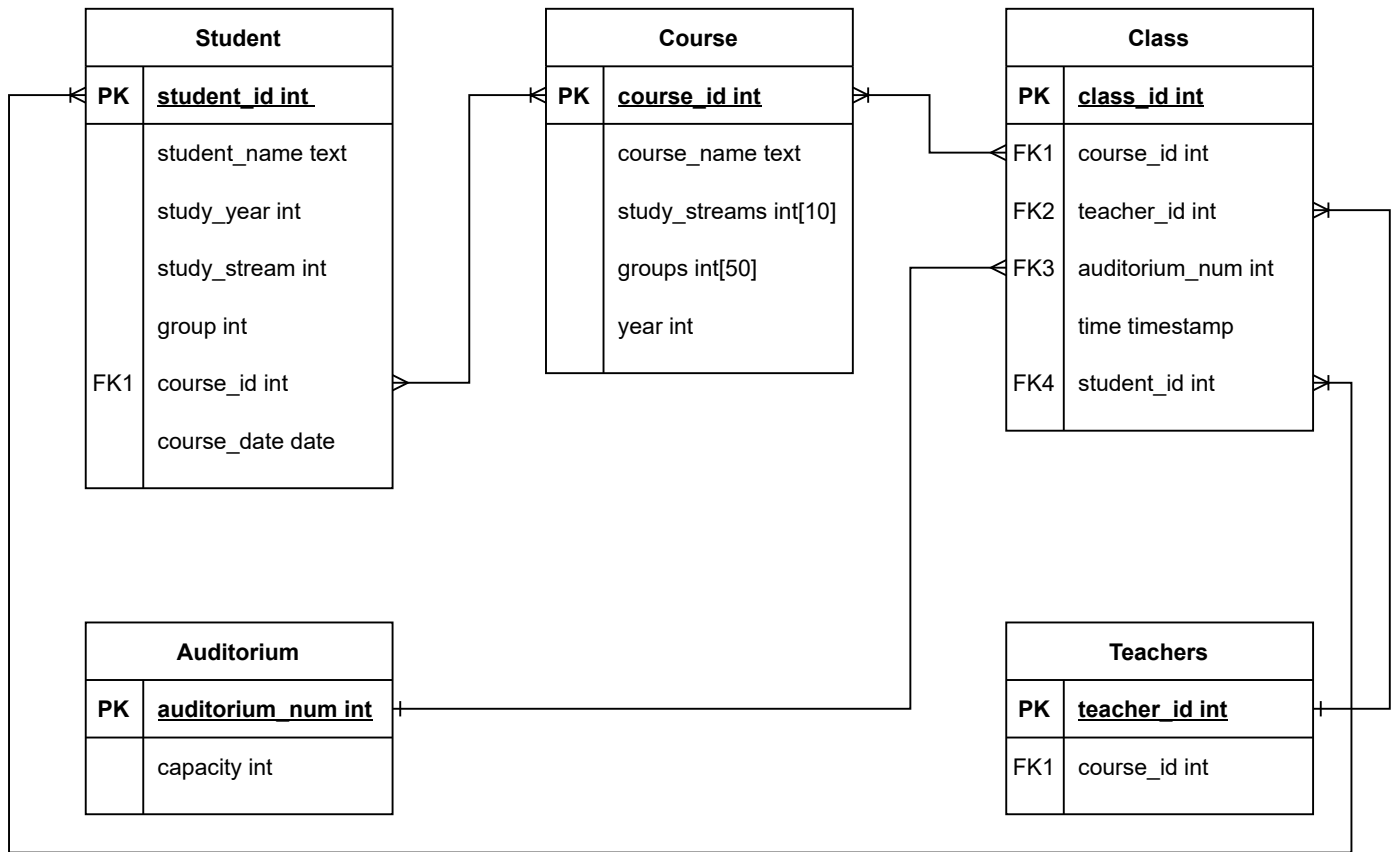 Student
PK student_id int
student_name text
study_year int
study_stream int
group int
FK1 course_id int
course_date date
Course
PK course_id int
course_name text
study_streams int[10]
groups int[50]
year int
Class
PK class_id int
FK1 course_id int
FK2 teacher_id int
FK3 auditorium_num int
time timestamp
FK4 student_id int
Auditorium
PK auditorium_num int
capacity int
Teachers
PK teacher_id int
FK1 course_id int